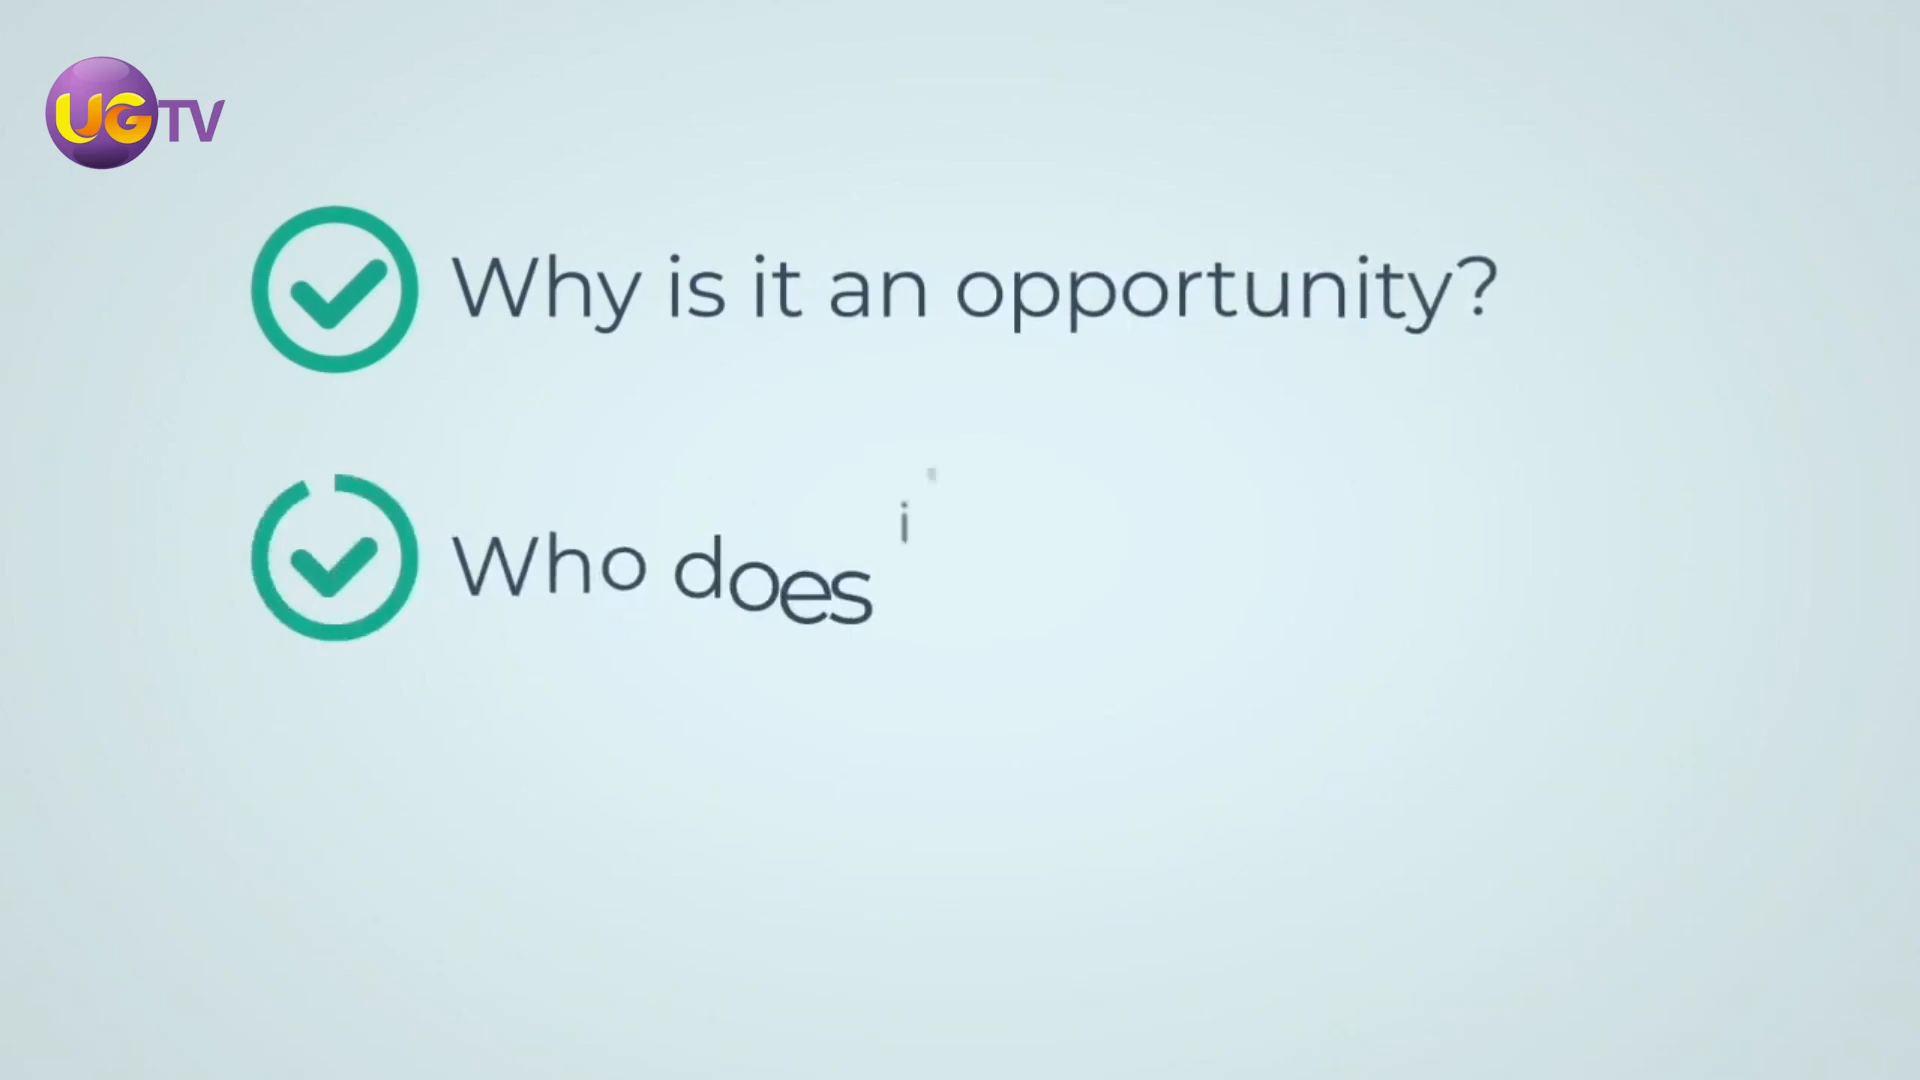 UGTV
Why is it an opportunity?
Who does i